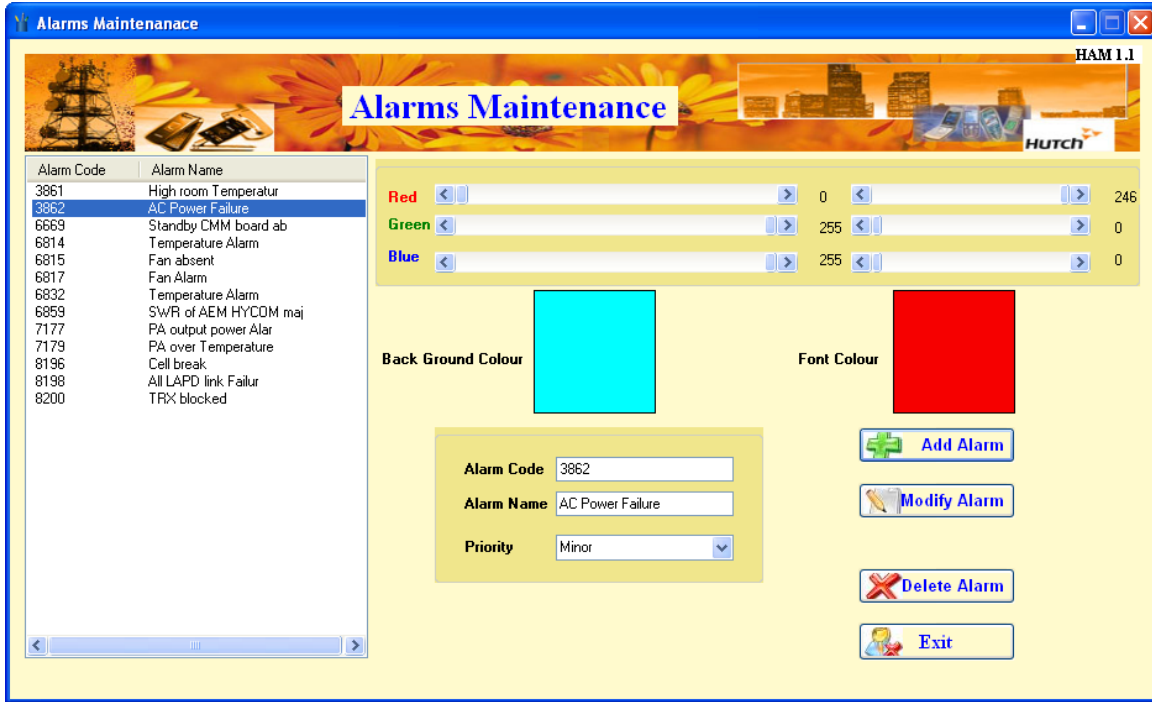 Alarms Maintenanace
HAM 1.1
Alarms Maintenance
HUTCH
Alarm Code Alarm Name
3861 High room Temperatur
3862 AC Power Failure
6669 Standby CMM board ab
6814 Temperature Alarm
6815 Fan absent
6817 Fan Alarm
6832 Temperature Alarm
6859 SWR of AEM HYCOM maj
7177 PA output power Alar
7179 PA over Temperature
8196 Cell break
8198 All LAPD link Failur
8200 TRX blocked
Red 0 246
Green 255 0
Blue 255 0
Back Ground Colour
Font Colour
Alarm Code 3862
Alarm Name AC Power Failure
Priority Minor
Add Alarm
Modify Alarm
Delete Alarm
Exit